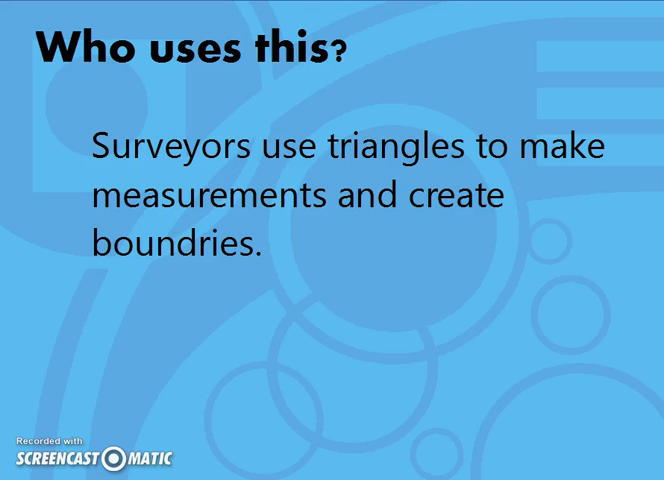 Who uses this?
Surveyors use triangles to make
measurements and create
boundries.
Recorded with
SCREENCAST MATIC